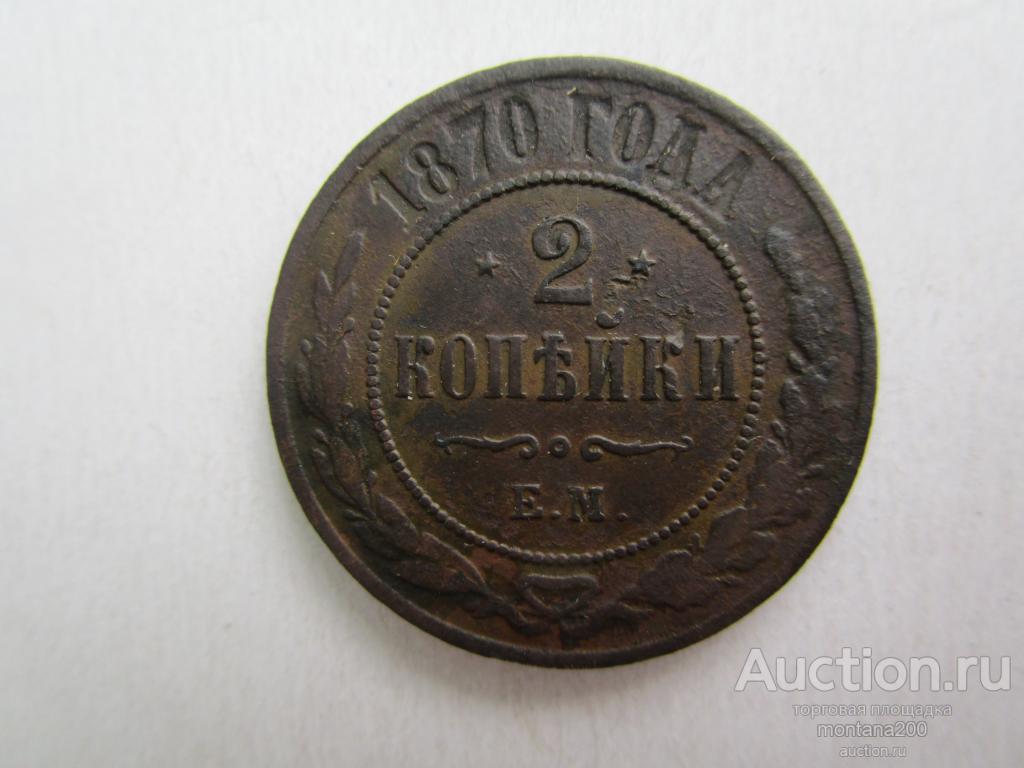 1870 ГОДА
2
КОПѢЙКИ
Е.М.
Auction.ru
торговая площадка
montana200
auction.ru